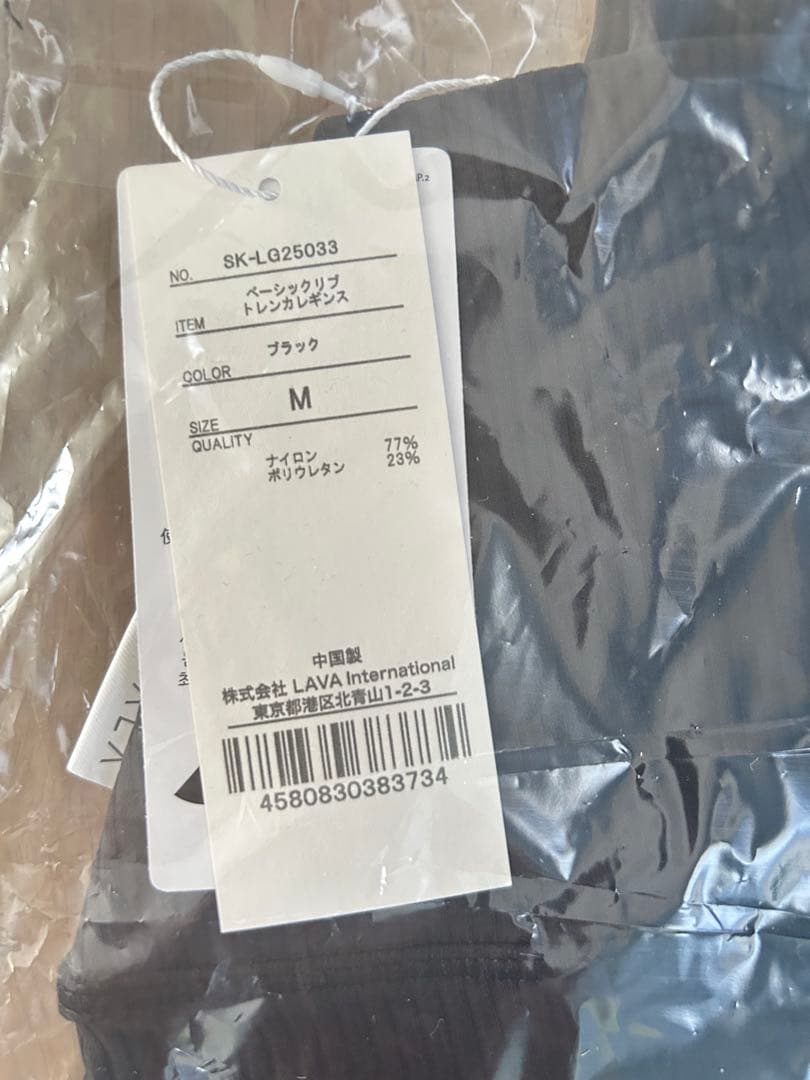 P.2
NO. SK-LG25033
ベーシックリブ
トレンカレギンス
ITEM
ブラック
COLOR
M
SIZE
QUALITY
ナイロン 77%
ポリウレタン 23%
使
中国製
株式会社 LAVA International
東京都港区北青山1-2-3
4580830383734